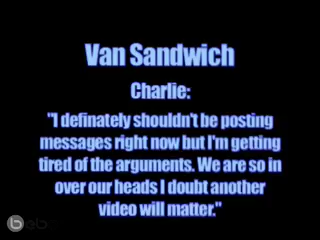 Van Sandwich
Charlie:
"I definately shouldn't be posting
messages right now but I'm getting
tired of the arguments. We are so in
over our heads I doubt another
video will matter."